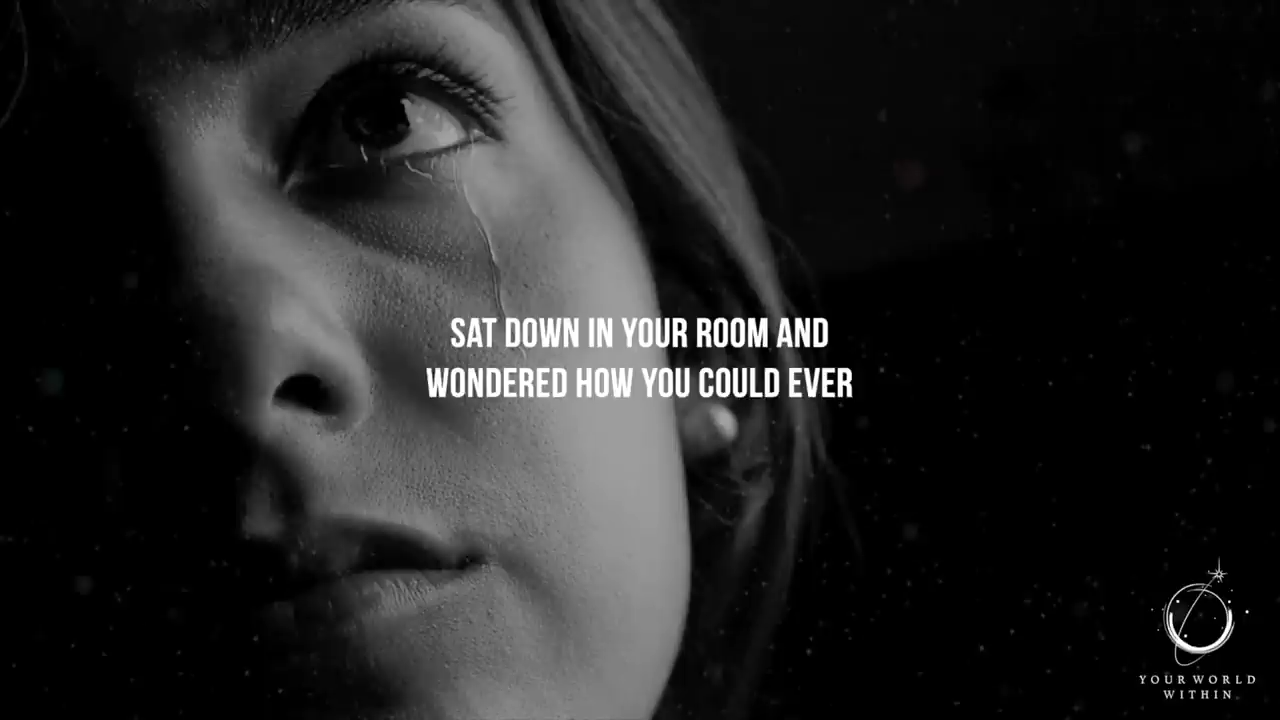 SAT DOWN IN YOUR ROOM AND
WONDERED HOW YOU COULD EVER
YOUR WORLD
WITHIN